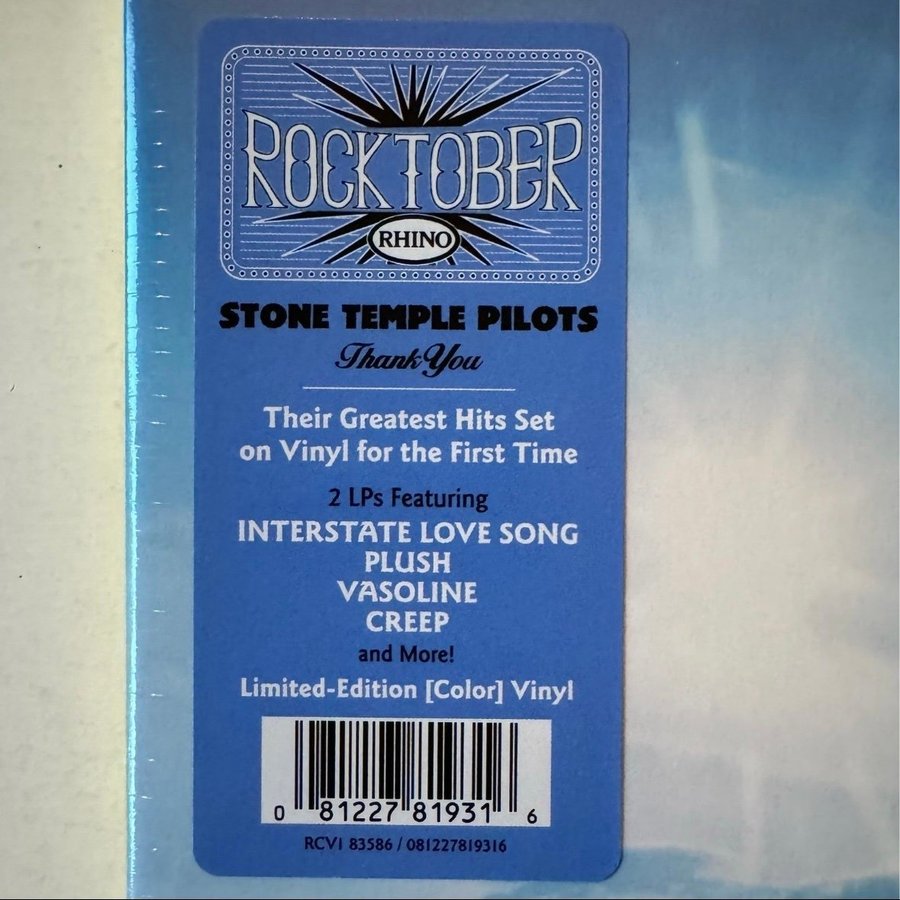 ROCKTOBER
RHINO
STONE TEMPLE PILOTS
Thank You
Their Greatest Hits Set
on Vinyl for the First Time
2 LPs Featuring
INTERSTATE LOVE SONG
PLUSH
VASOLINE
CREEP
and More!
Limited-Edition [Color] Vinyl
0 81227 81931 6
RCV1 83586 / 081227819316